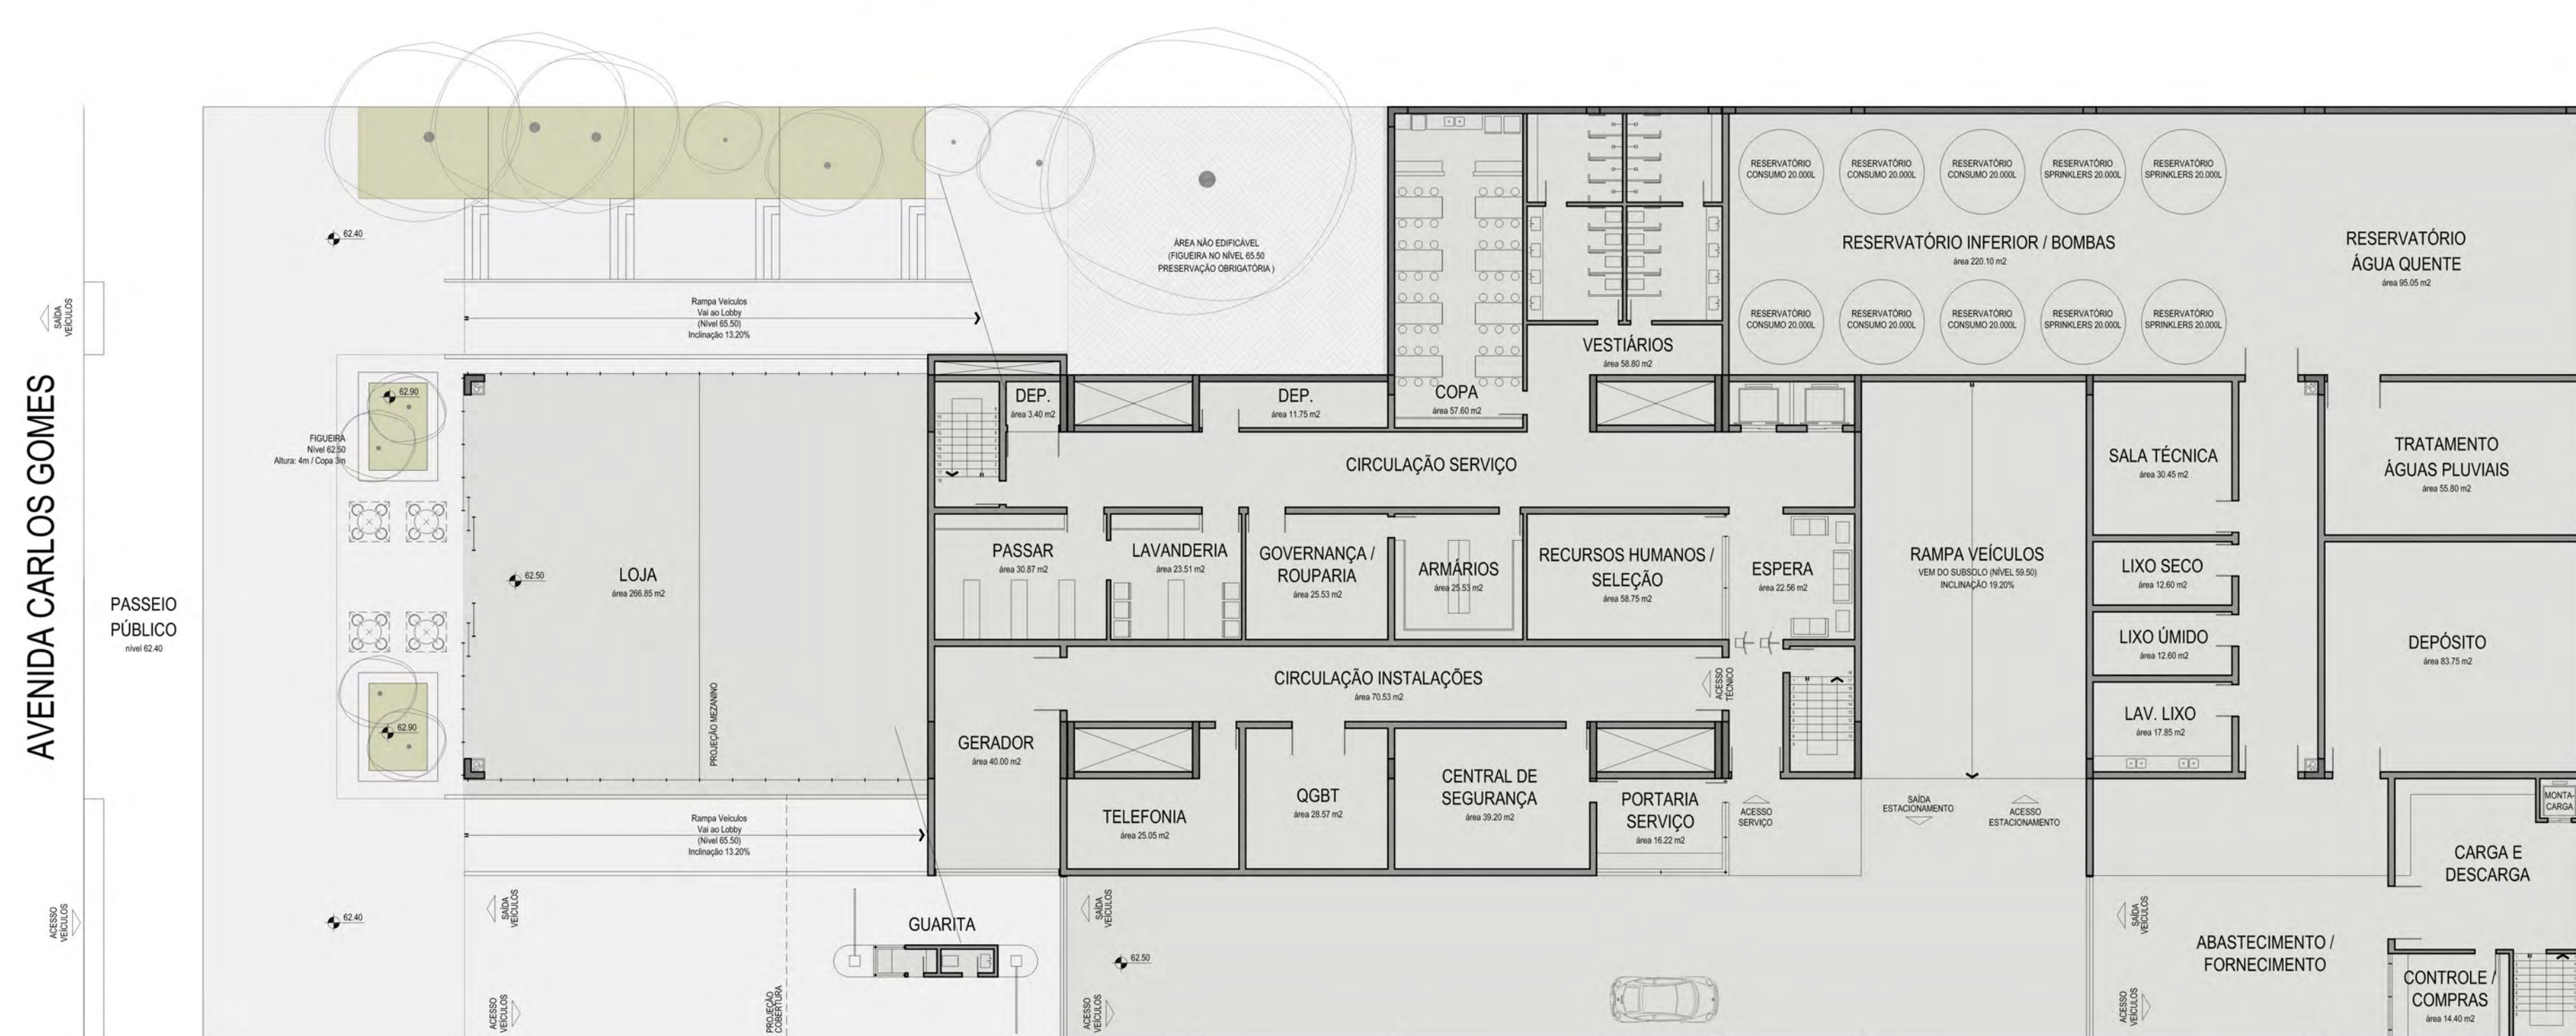 AVENIDA CARLOS GOMES
PASSEIO
PÚBLICO
nível 62.40
SAÍDA
VEÍCULOS
ACESSO
VEÍCULOS
62.40
62.90
FIGUEIRA
Nível 62.50
Altura: 4m / Copa 3m
62.90
62.40
Rampa Veículos
Vai ao Lobby
(Nível 65.50)
Inclinação 13.20%
62.50
LOJA
área 266.85 m2
PROJEÇÃO MEZANINO
Rampa Veículos
Vai ao Lobby
(Nível 65.50)
Inclinação 13.20%
SAÍDA
VEÍCULOS
ACESSO
VEÍCULOS
PROJEÇÃO
COBERTURA
GUARITA
ÁREA NÃO EDIFICÁVEL
(FIGUEIRA NO NÍVEL 65.50
PRESERVAÇÃO OBRIGATÓRIA )
DEP.
área 3.40 m2
DEP.
área 11.75 m2
COPA
área 57.60 m2
VESTIÁRIOS
área 58.80 m2
CIRCULAÇÃO SERVIÇO
PASSAR
área 30.87 m2
LAVANDERIA
área 23.51 m2
GOVERNANÇA /
ROUPARIA
área 25.53 m2
ARMÁRIOS
área 25.53 m2
RECURSOS HUMANOS /
SELEÇÃO
área 58.75 m2
ESPERA
área 22.56 m2
CIRCULAÇÃO INSTALAÇÕES
área 70.53 m2
ACESSO
TÉCNICO
GERADOR
área 40.00 m2
TELEFONIA
área 25.05 m2
QGBT
área 28.57 m2
CENTRAL DE
SEGURANÇA
área 39.20 m2
PORTARIA
SERVIÇO
área 16.22 m2
ACESSO
SERVIÇO
SAÍDA
VEÍCULOS
62.50
ACESSO
VEÍCULOS
RESERVATÓRIO
CONSUMO 20.000L
RESERVATÓRIO
CONSUMO 20.000L
RESERVATÓRIO
CONSUMO 20.000L
RESERVATÓRIO
SPRINKLERS 20.000L
RESERVATÓRIO
SPRINKLERS 20.000L
RESERVATÓRIO INFERIOR / BOMBAS
área 220.10 m2
RESERVATÓRIO
CONSUMO 20.000L
RESERVATÓRIO
CONSUMO 20.000L
RESERVATÓRIO
CONSUMO 20.000L
RESERVATÓRIO
SPRINKLERS 20.000L
RESERVATÓRIO
SPRINKLERS 20.000L
RESERVATÓRIO
ÁGUA QUENTE
área 95.05 m2
RAMPA VEÍCULOS
VEM DO SUBSOLO (NÍVEL 59.50)
INCLINAÇÃO 19.20%
SAÍDA
ESTACIONAMENTO
ACESSO
ESTACIONAMENTO
SALA TÉCNICA
área 30.45 m2
LIXO SECO
área 12.60 m2
LIXO ÚMIDO
área 12.60 m2
LAV. LIXO
área 17.85 m2
TRATAMENTO
ÁGUAS PLUVIAIS
área 55.80 m2
DEPÓSITO
área 83.75 m2
MONTA-
CARGA
CARGA E
DESCARGA
SAÍDA
VEÍCULOS
ABASTECIMENTO /
FORNECIMENTO
ACESSO
VEÍCULOS
CONTROLE /
COMPRAS
área 14.40 m2